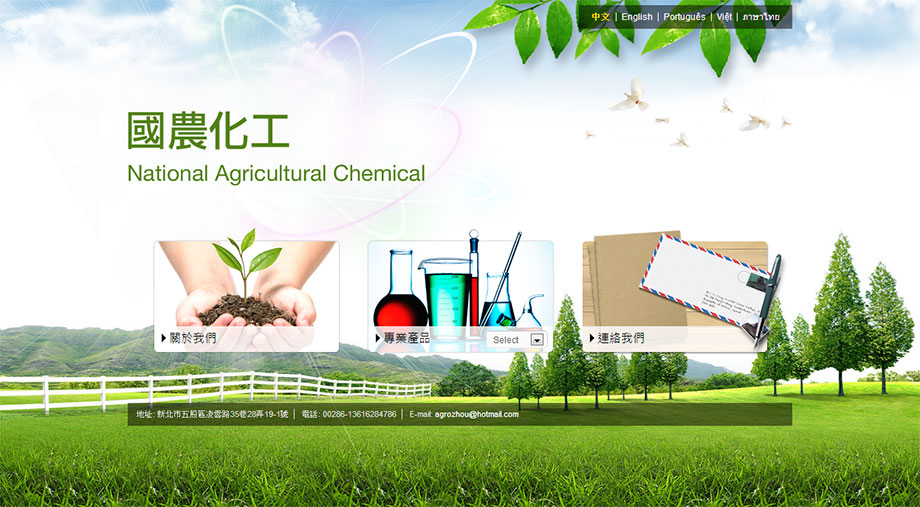 中文 | English | Português | Việt | ภาษาไทย
國農化工
National Agricultural Chemical
關於我們
專業產品
Select
連絡我們
地址: 新北市五股區凌雲路35巷28弄19-1號 | 電話: 00286-13616284786 | E-mail: agrozhou@hotmail.com